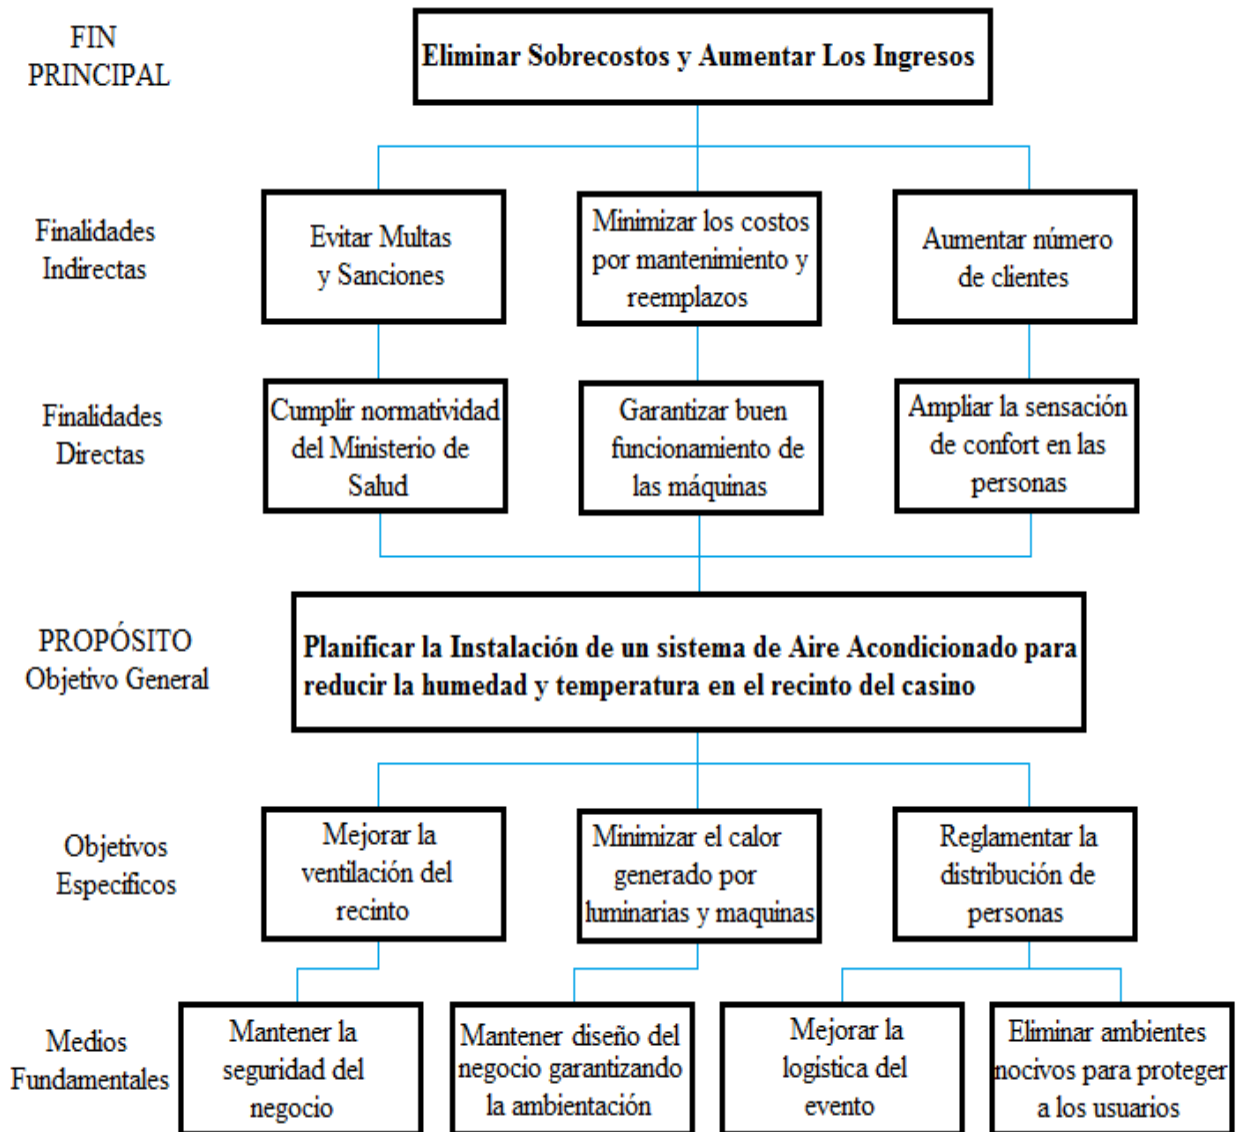 FIN
PRINCIPAL
Eliminar Sobrecostos y Aumentar Los Ingresos
Finalidades
Indirectas
Evitar Multas
y Sanciones
Minimizar los costos
por mantenimiento y
reemplazos
Aumentar número
de clientes
Finalidades
Directas
Cumplir normatividad
del Ministerio de
Salud
Garantizar buen
funcionamiento de
las máquinas
Ampliar la sensación
de confort en las
personas
PROPÓSITO
Objetivo General
Planificar la Instalación de un sistema de Aire Acondicionado para
reducir la humedad y temperatura en el recinto del casino
Objetivos
Especificos
Mejorar la
ventilación del
recinto
Minimizar el calor
generado por
luminarias y maquinas
Reglamentar la
distribución de
personas
Medios
Fundamentales
Mantener la
seguridad del
negocio
Mantener diseño del
negocio garantizando
la ambientación
Mejorar la
logística del
evento
Eliminar ambientes
nocivos para proteger
a los usuarios